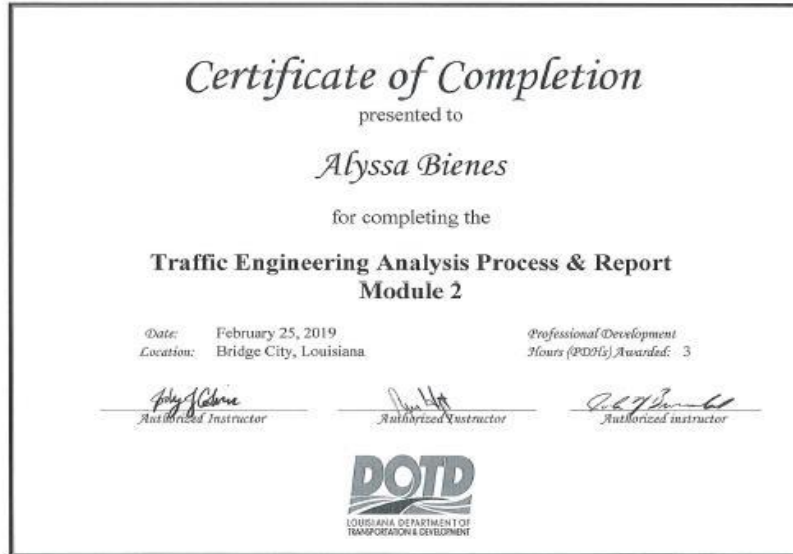 Certificate of Completion
presented to
Alyssa Bienes
for completing the
Traffic Engineering Analysis Process & Report
Module 2
Date: February 25, 2019
Location: Bridge City, Louisiana
Professional Development
Hours (PDHs) Awarded: 3
Authorized Instructor
Authorized Instructor
Authorized instructor
DOTD
LOUISIANA DEPARTMENT OF
TRANSPORTATION & DEVELOPMENT